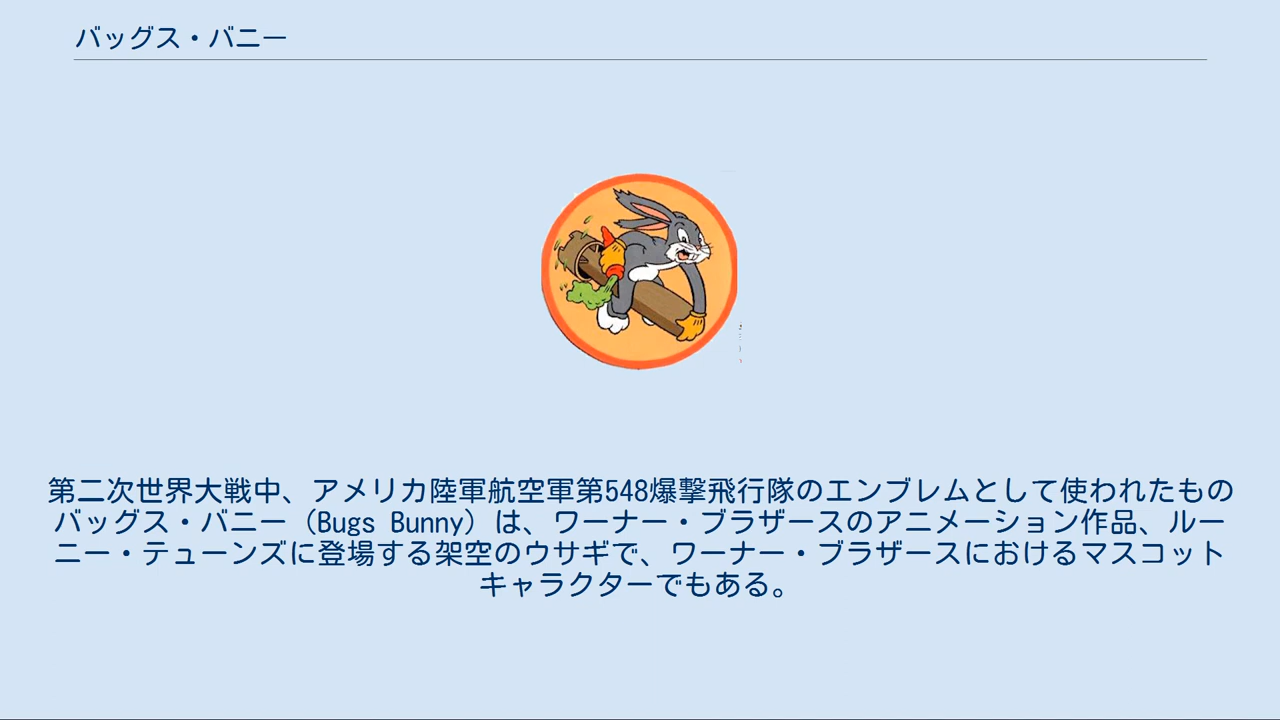 バッグス・バニー
第二次世界大戦中、アメリカ陸軍航空軍第548爆撃飛行隊のエンブレムとして使われたもの
バッグス・バニー（Bugs Bunny）は、ワーナー・ブラザースのアニメーション作品、ルー
ニー・テューンズに登場する架空のウサギで、ワーナー・ブラザースにおけるマスコット
キャラクターでもある。